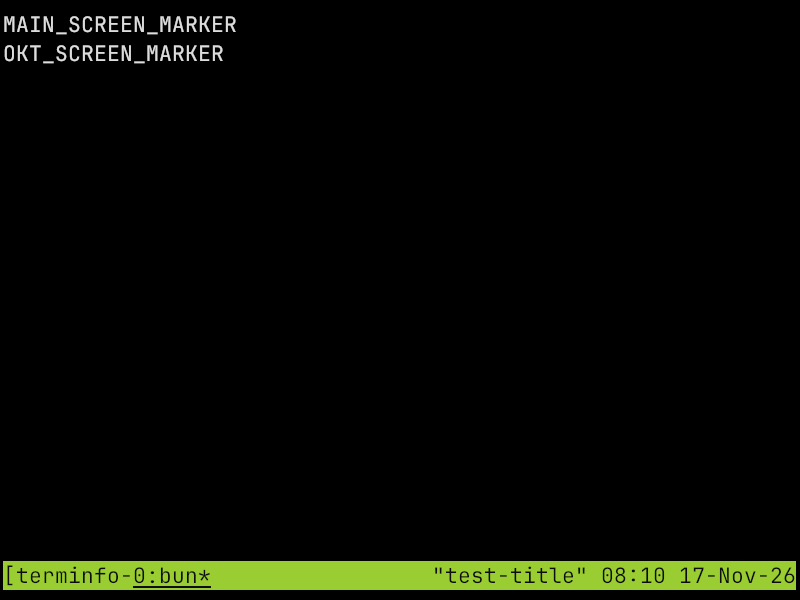 MAIN_SCREEN_MARKER
OKT_SCREEN_MARKER
[terminfo-0:bun* "test-title" 08:10 17-Nov-26